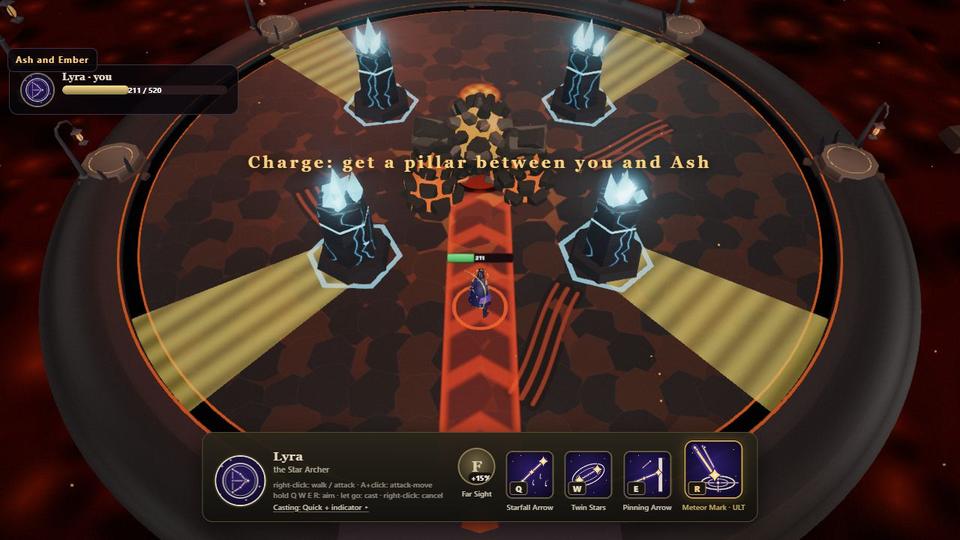 Ash and Ember
Lyra · you
211 / 520
Charge: get a pillar between you and Ash
211
Lyra
the Star Archer
right-click: walk / attack · A+click: attack-move
hold Q W E R: aim · let go: cast · right-click: cancel
Casting: Quick + indicator
F
+15%
Far Sight
Q
Starfall Arrow
W
Twin Stars
E
Pinning Arrow
R
Meteor Mark · ULT